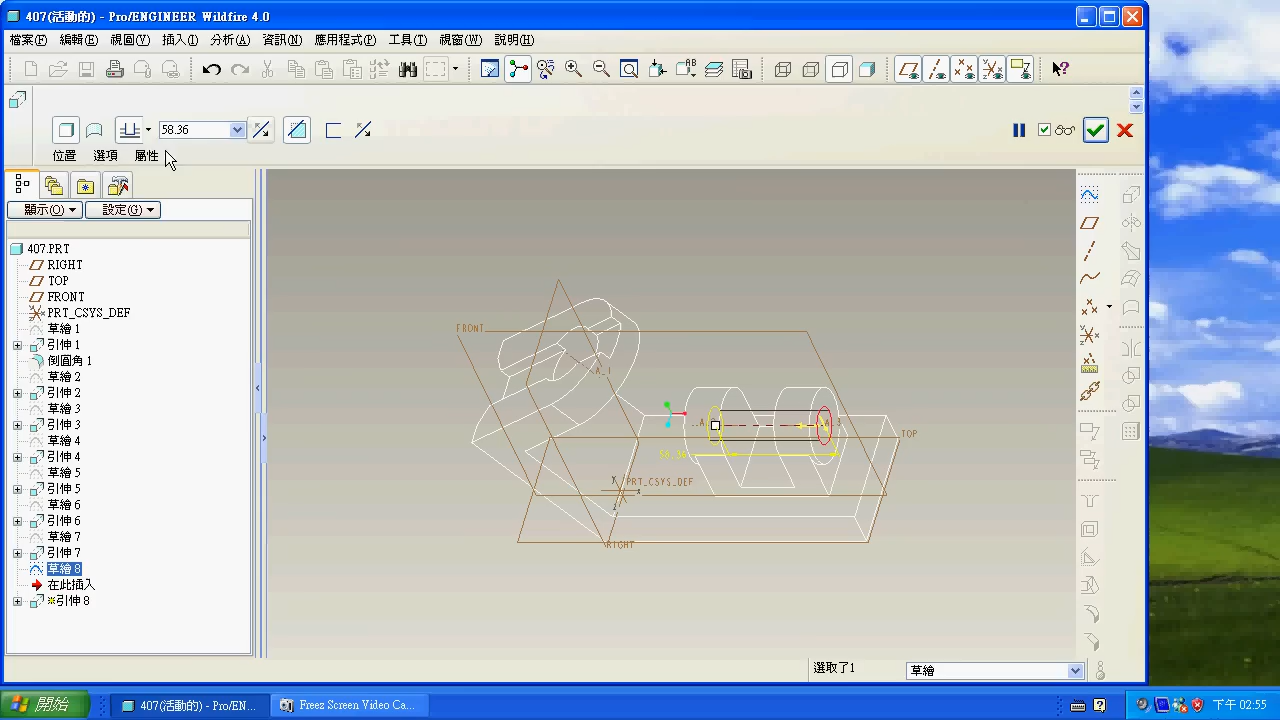 407(活動的) - Pro/ENGINEER Wildfire 4.0
檔案(F) 編輯(E) 視圖(V) 插入(I) 分析(A) 資訊(N) 應用程式(P) 工具(T) 視窗(W) 說明(H)
58.36
位置 選項 屬性
顯示(O) 設定(G)
407.PRT
RIGHT
TOP
FRONT
PRT_CSYS_DEF
草繪 1
引伸 1
倒圓角 1
草繪 2
引伸 2
草繪 3
引伸 3
草繪 4
引伸 4
草繪 5
引伸 5
草繪 6
引伸 6
草繪 7
引伸 7
草繪 8
在此插入
※引伸 8
FRONT
A_1
TOP
58.36
PRT_CSYS_DEF
Y
X
Z
RIGHT
選取了1
草繪
開始
407(活動的) - Pro/EN...
Freez Screen Video Ca...
下午 02:55